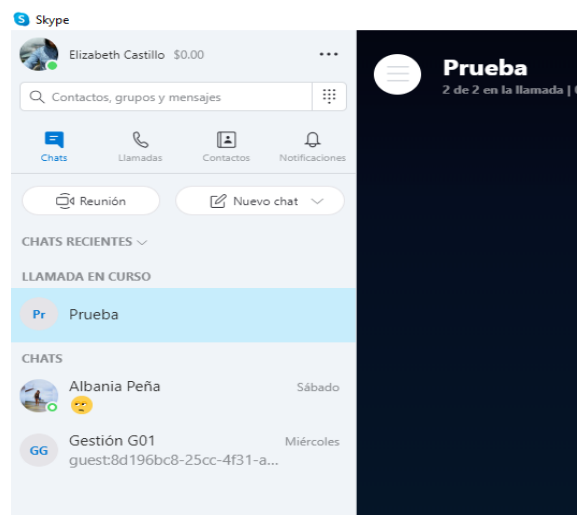 Skype
Elizabeth Castillo $0.00
Contactos, grupos y mensajes
Chats Llamadas Contactos Notificaciones
Reunión Nuevo chat
CHATS RECIENTES
LLAMADA EN CURSO
Pr Prueba
CHATS
Albania Peña Sábado
GG Gestión G01 Miércoles
guest:8d196bc8-25cc-4f31-a...
Prueba
2 de 2 en la llamada |